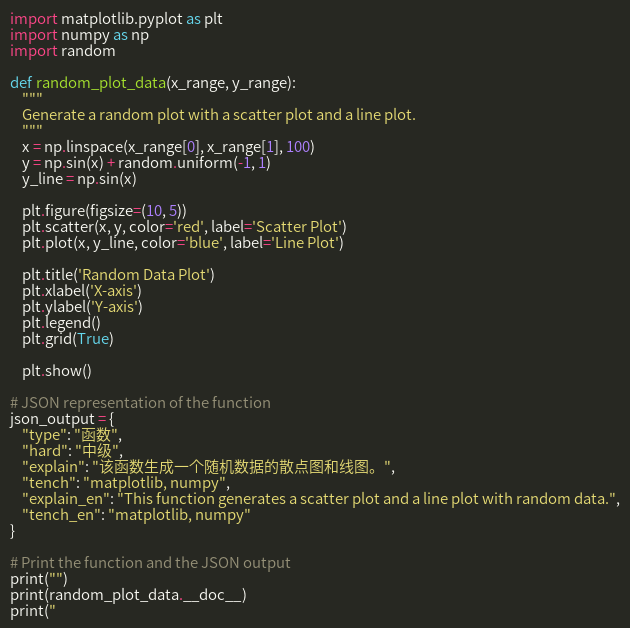 import matplotlib.pyplot as plt
import numpy as np
import random

def random_plot_data(x_range, y_range):
    """
    Generate a random plot with a scatter plot and a line plot.
    """
    x = np.linspace(x_range[0], x_range[1], 100)
    y = np.sin(x) + random.uniform(-1, 1)
    y_line = np.sin(x)

    plt.figure(figsize=(10, 5))
    plt.scatter(x, y, color='red', label='Scatter Plot')
    plt.plot(x, y_line, color='blue', label='Line Plot')

    plt.title('Random Data Plot')
    plt.xlabel('X-axis')
    plt.ylabel('Y-axis')
    plt.legend()
    plt.grid(True)

    plt.show()

# JSON representation of the function
json_output = {
    "type": "函数",
    "hard": "中级",
    "explain": "该函数生成一个随机数据的散点图和线图。",
    "tench": "matplotlib, numpy",
    "explain_en": "This function generates a scatter plot and a line plot with random data.",
    "tench_en": "matplotlib, numpy"
}

# Print the function and the JSON output
print("")
print(random_plot_data.__doc__)
print("